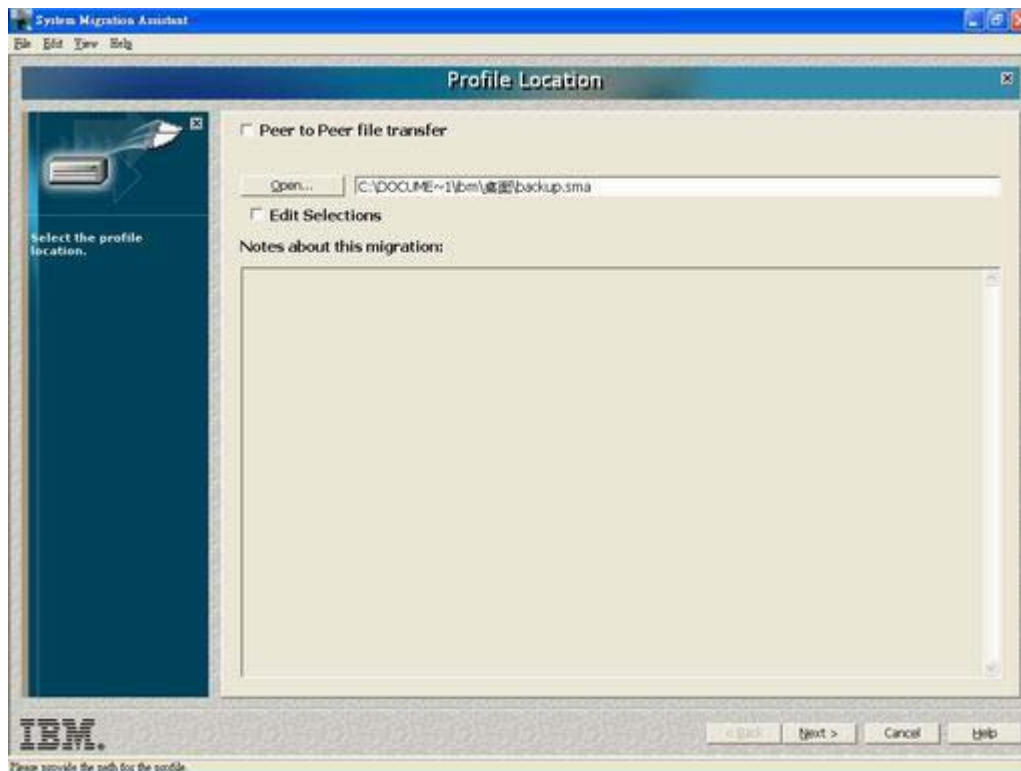 System Migration Assistant
File Edit View Help
Profile Location
Peer to Peer file transfer
Open... C:\DOCUME~1\ibm\桌面\backup.sma
Edit Selections
Select the profile
location.
Notes about this migration:
IBM.
< Back Next > Cancel Help
Please provide the path for the profile.